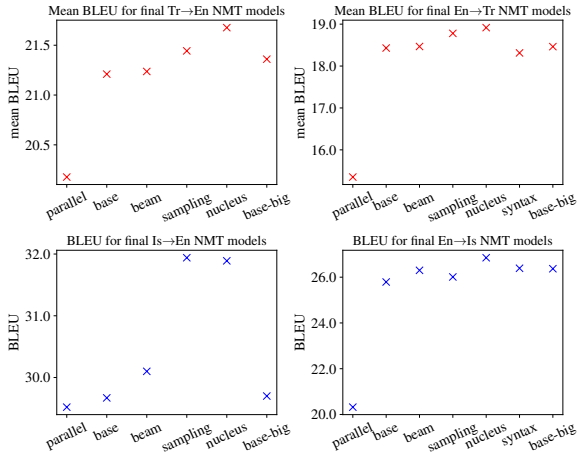 Mean BLEU for final Tr→En NMT models
mean BLEU
21.5
21.0
20.5
parallel
base
beam
sampling
nucleus
base-big
Mean BLEU for final En→Tr NMT models
mean BLEU
19.0
18.0
17.0
16.0
parallel
base
beam
sampling
nucleus
syntax
base-big
BLEU for final Is→En NMT models
BLEU
32.0
31.0
30.0
parallel
base
beam
sampling
nucleus
base-big
BLEU for final En→Is NMT models
BLEU
26.0
24.0
22.0
20.0
parallel
base
beam
sampling
nucleus
syntax
base-big